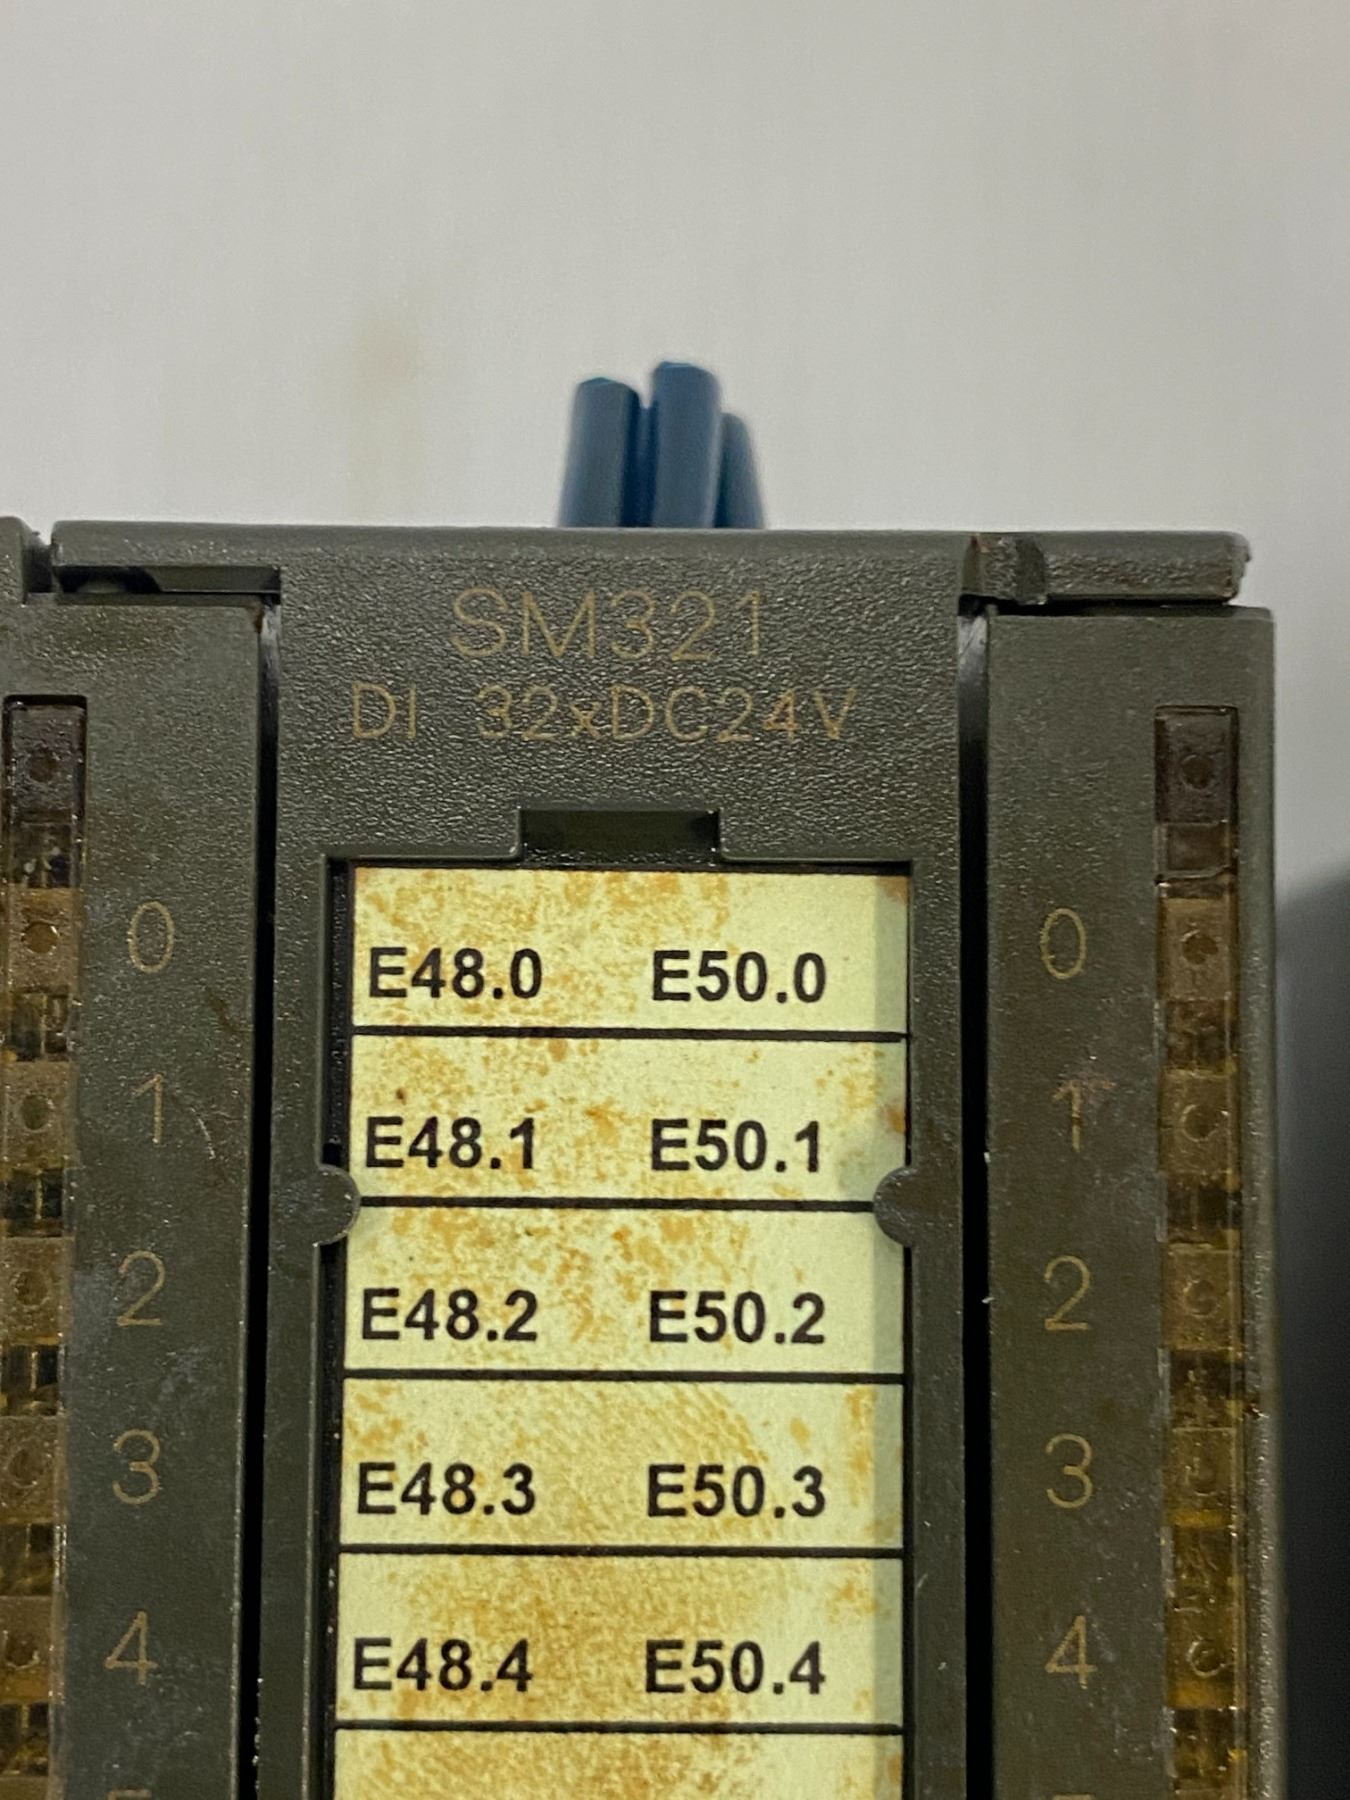 SM321
DI 32xDC24V
0 E48.0 E50.0 0
1 E48.1 E50.1 1
2 E48.2 E50.2 2
3 E48.3 E50.3 3
4 E48.4 E50.4 4